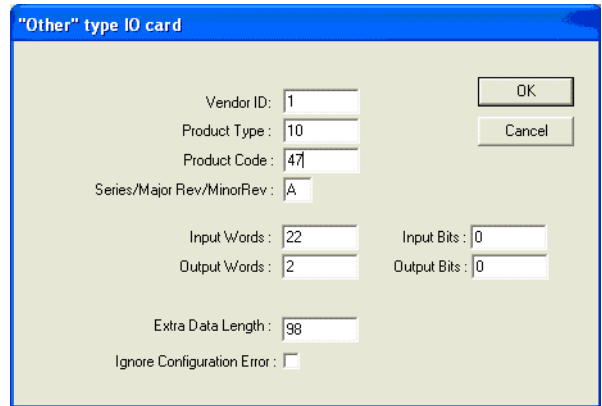 "Other" type IO card
Vendor ID: 1
OK
Product Type : 10
Cancel
Product Code : 47
Series/Major Rev/MinorRev : A
Input Words : 22 Input Bits : 0
Output Words : 2 Output Bits : 0
Extra Data Length : 98
Ignore Configuration Error :